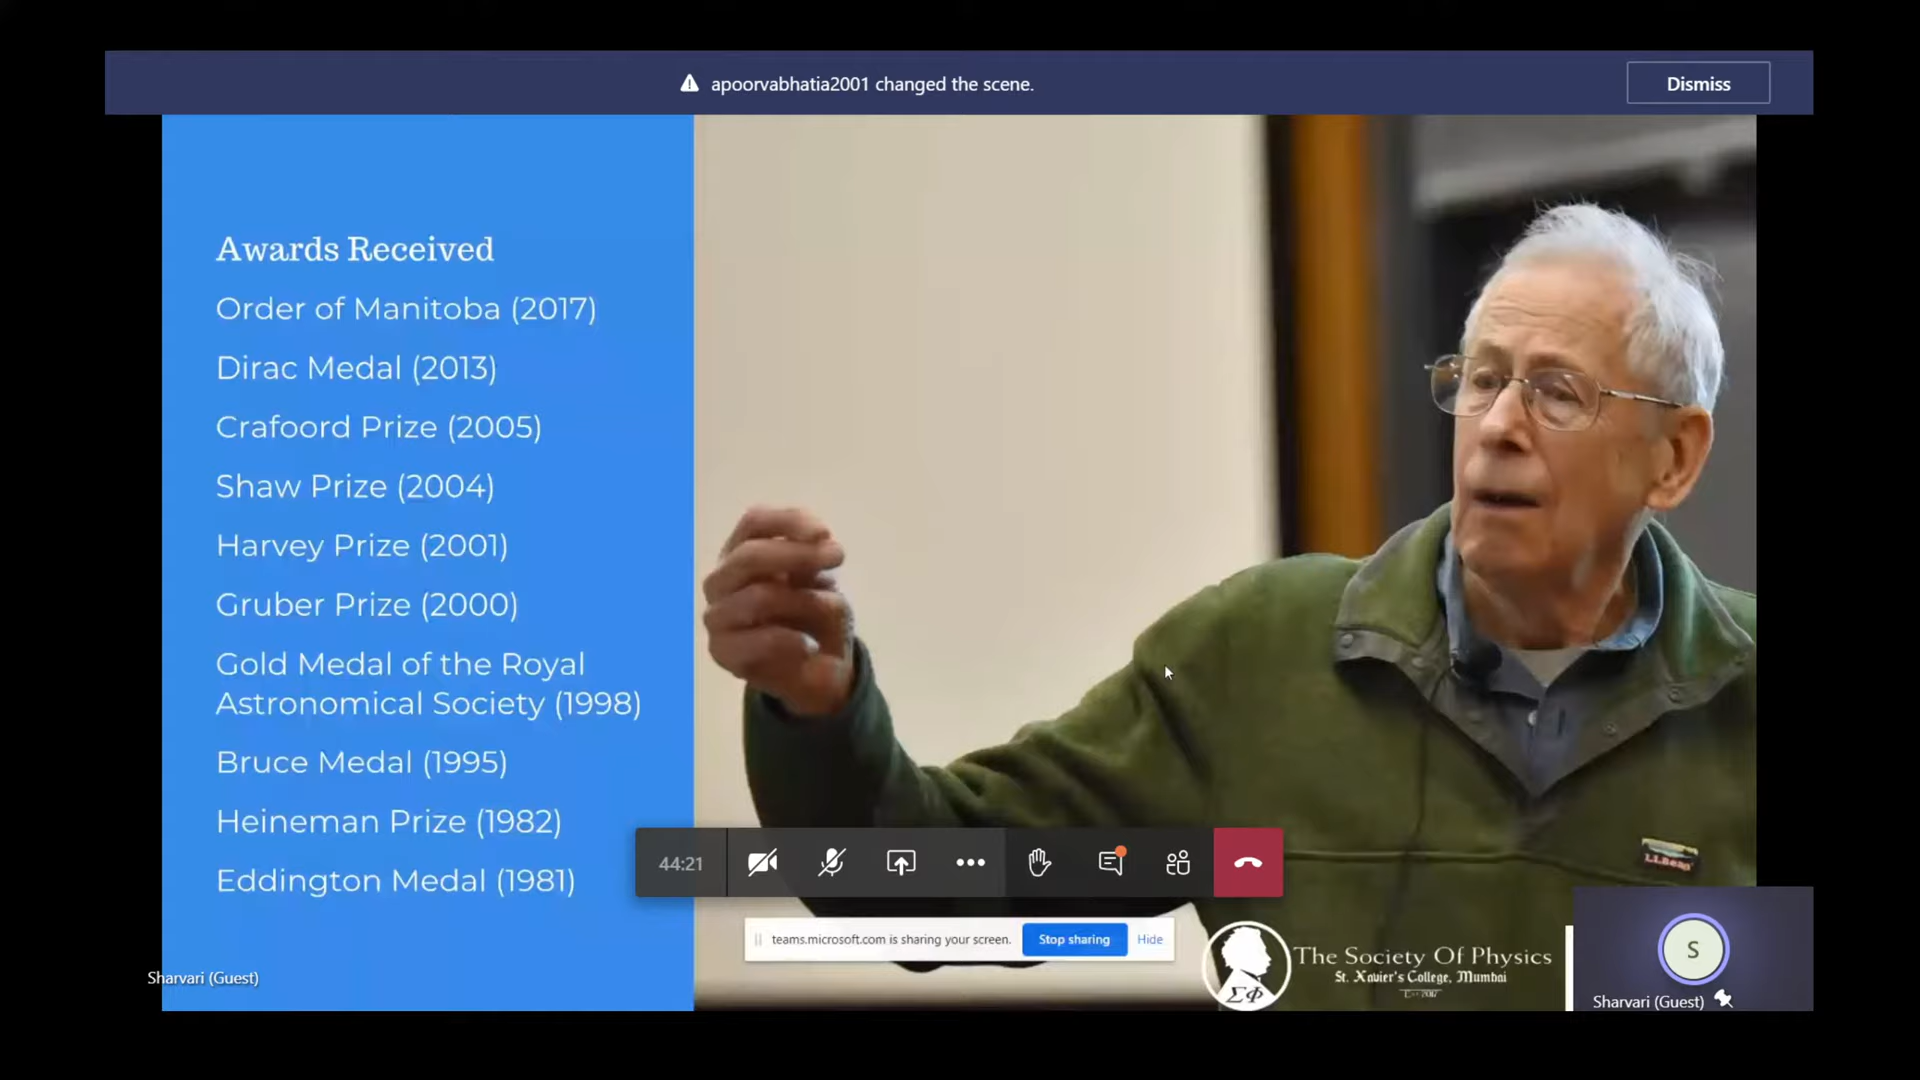 apoorvabhatia2001 changed the scene.
Dismiss
Awards Received
Order of Manitoba (2017)
Dirac Medal (2013)
Crafoord Prize (2005)
Shaw Prize (2004)
Harvey Prize (2001)
Gruber Prize (2000)
Gold Medal of the Royal
Astronomical Society (1998)
Bruce Medal (1995)
Heineman Prize (1982)
Eddington Medal (1981)
44:21
L.L.Bean
teams.microsoft.com is sharing your screen.
Stop sharing
Hide
The Society Of Physics
St. Xavier's College, Mumbai
ΣΦ
Sharvari (Guest)
S
Sharvari (Guest)